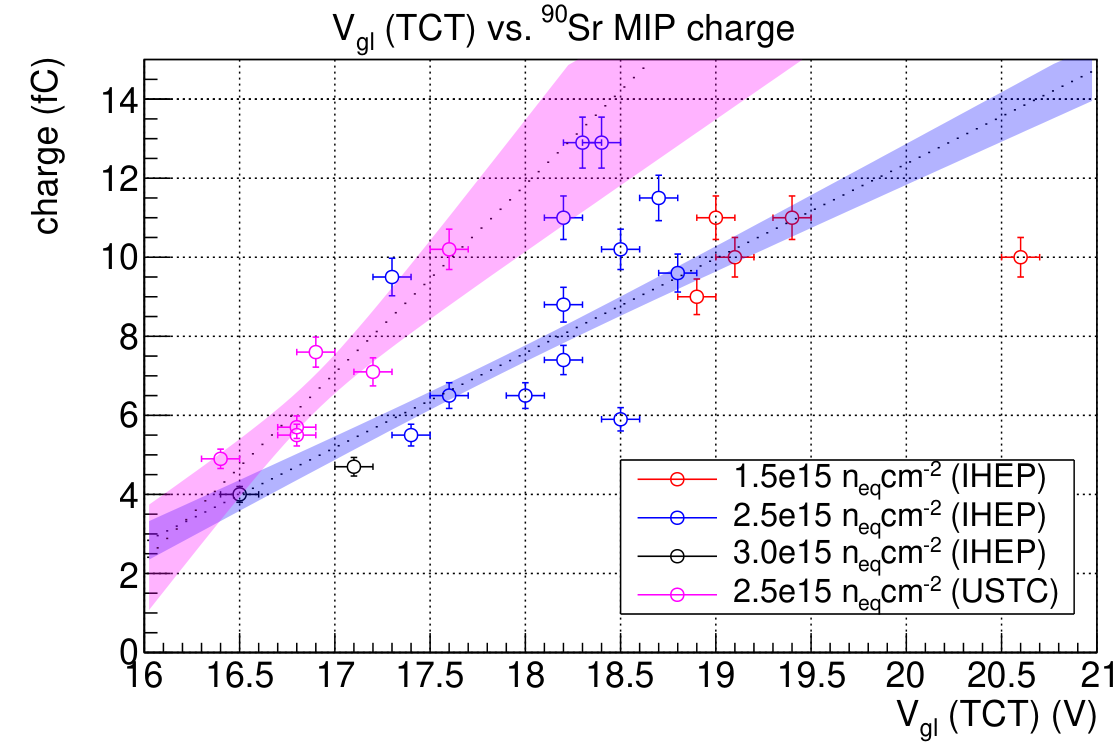 V_gl (TCT) vs. ^90Sr MIP charge
charge (fC)
14
12
10
8
6
4
2
0
16 16.5 17 17.5 18 18.5 19 19.5 20 20.5 21
V_gl (TCT) (V)
1.5e15 n_eq cm^-2 (IHEP)
2.5e15 n_eq cm^-2 (IHEP)
3.0e15 n_eq cm^-2 (IHEP)
2.5e15 n_eq cm^-2 (USTC)